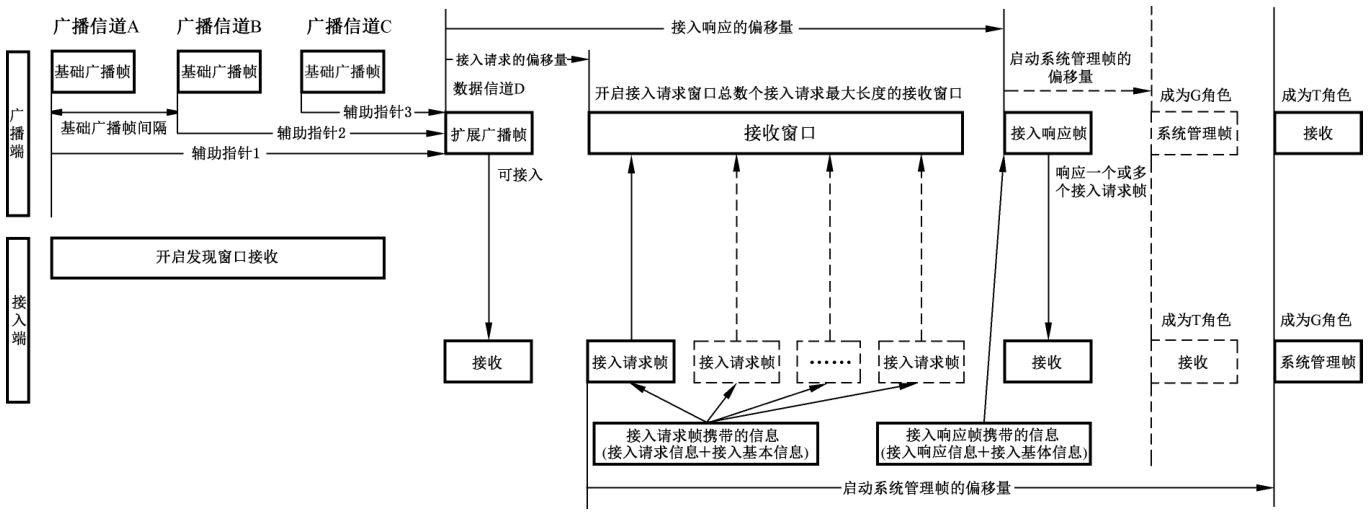 广播信道A
广播信道B
广播信道C
接入响应的偏移量
基础广播帧
基础广播帧
基础广播帧
接入请求的偏移量
启动系统管理帧的
偏移量
数据信道D
开启接入请求窗口总数个接入请求最大长度的接收窗口
成为G角色
成为T角色
广播端
基础广播帧间隔
辅助指针3
辅助指针2
辅助指针1
扩展广播帧
接收窗口
接入响应帧
系统管理帧
接收
可接入
响应一个或多
个接入请求帧
开启发现窗口接收
接入端
成为T角色
成为G角色
接收
接入请求帧
接入请求帧
……
接入请求帧
接收
接收
系统管理帧
接入请求帧携带的信息
(接入请求信息+接入基本信息)
接入响应帧携带的信息
(接入响应信息+接入基体信息)
启动系统管理帧的偏移量